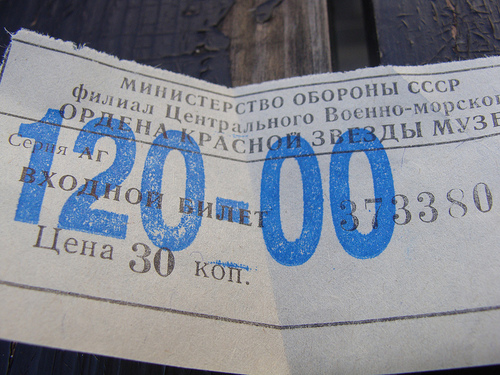 МИНИСТЕРСТВО ОБОРОНЫ СССР
филиал Центрального Военно-морско
ОРДЕНА КРАСНОЙ ЗВЕЗДЫ МУЗЕ
Серия АГ
120-00
ВХОДНОЙ БИЛЕТ 373380
Цена 30 коп.